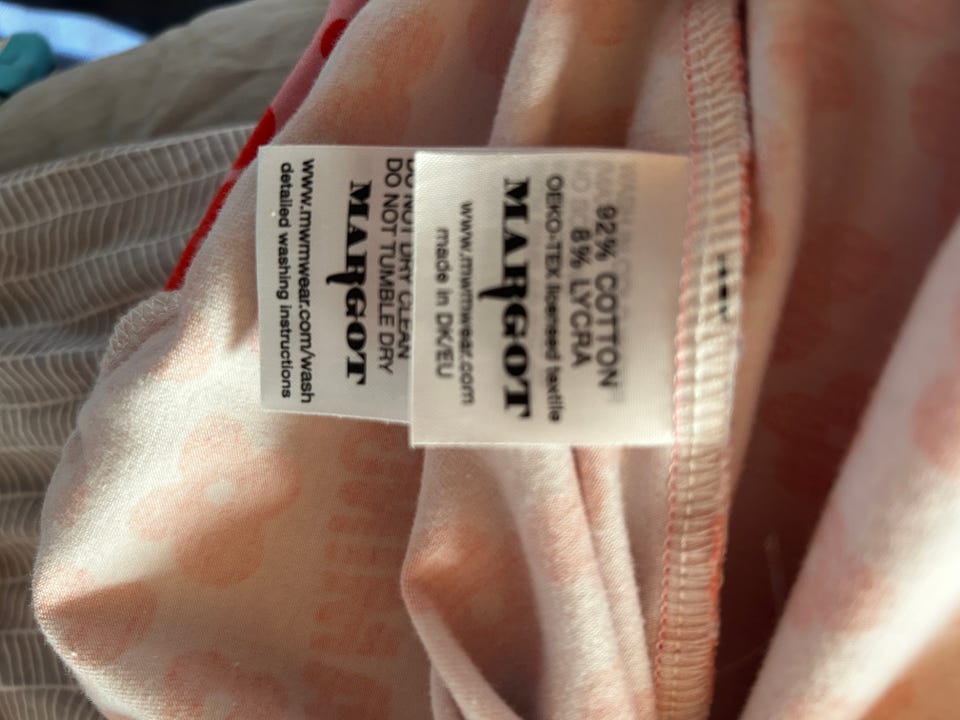 92% COTTON
8% LYCRA
OEKO-TEX licensed textile
MARGOT
www.mwmwear.com
made in DK/EU
DO NOT DRY CLEAN
DO NOT TUMBLE DRY
MARGOT
www.mwmwear.com/wash
detailed washing instructions